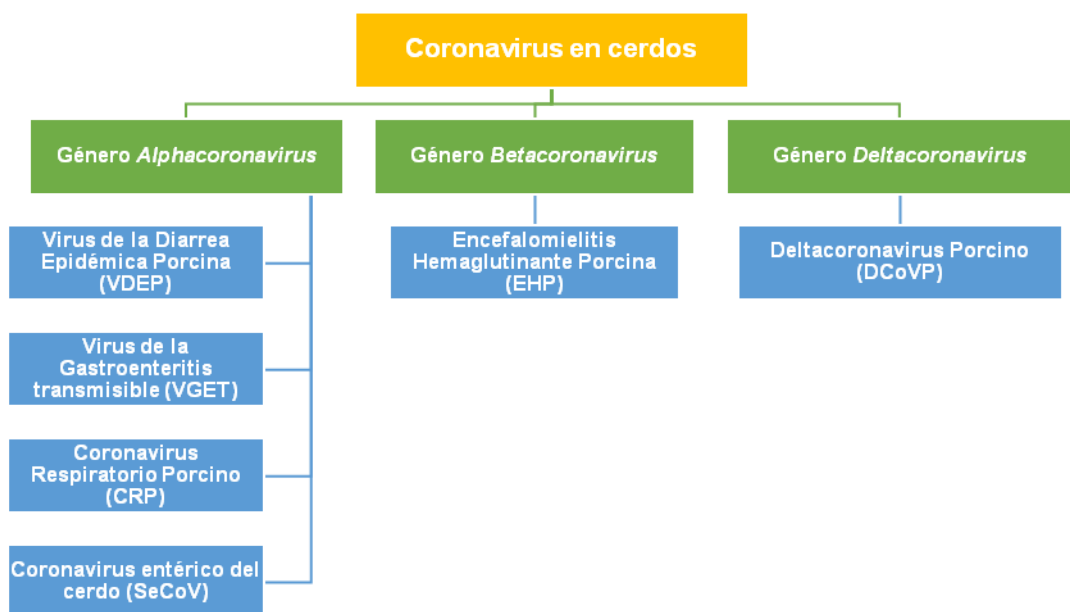 Coronavirus en cerdos
Género Alphacoronavirus
Género Betacoronavirus
Género Deltacoronavirus
Virus de la Diarrea
Epidémica Porcina
(VDEP)
Encefalomielitis
Hemaglutinante Porcina
(EHP)
Deltacoronavirus Porcino
(DCoVP)
Virus de la
Gastroenteritis
transmisible (VGET)
Coronavirus
Respiratorio Porcino
(CRP)
Coronavirus entérico del
cerdo (SeCoV)